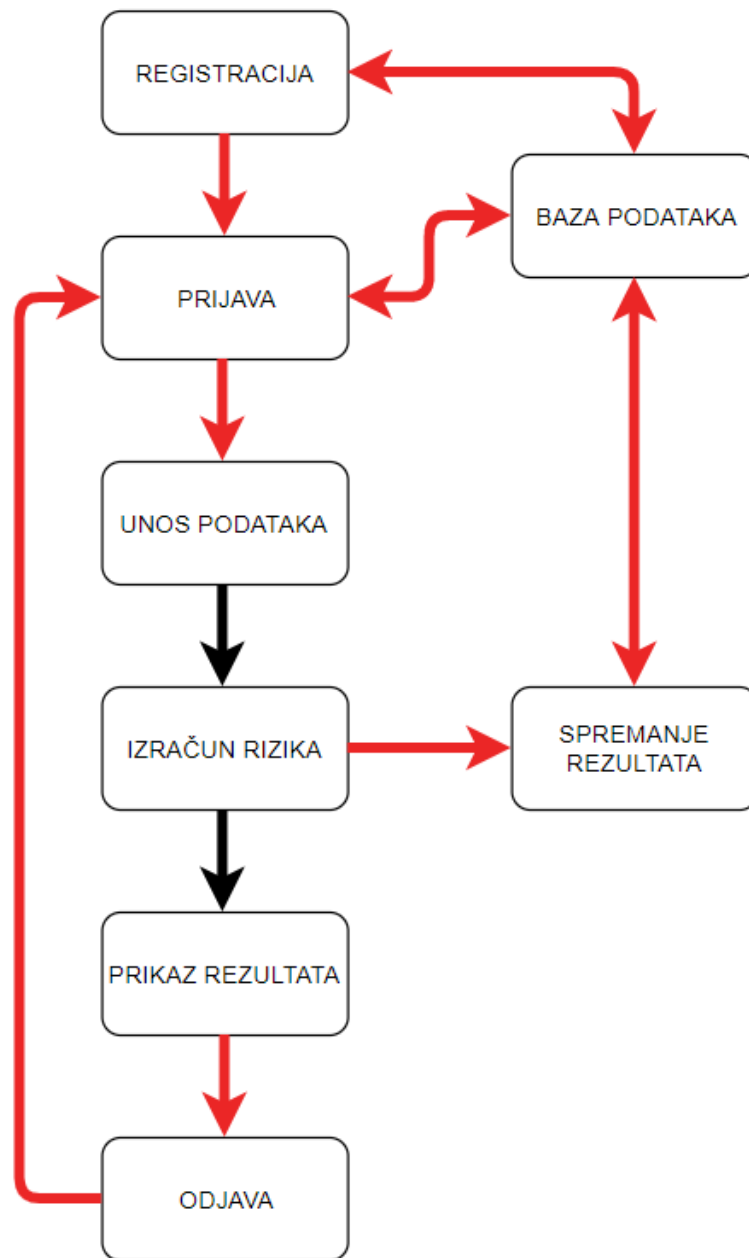 REGISTRACIJA
BAZA PODATAKA
PRIJAVA
UNOS PODATAKA
IZRAČUN RIZIKA
SPREMANJE
REZULTATA
PRIKAZ REZULTATA
ODJAVA